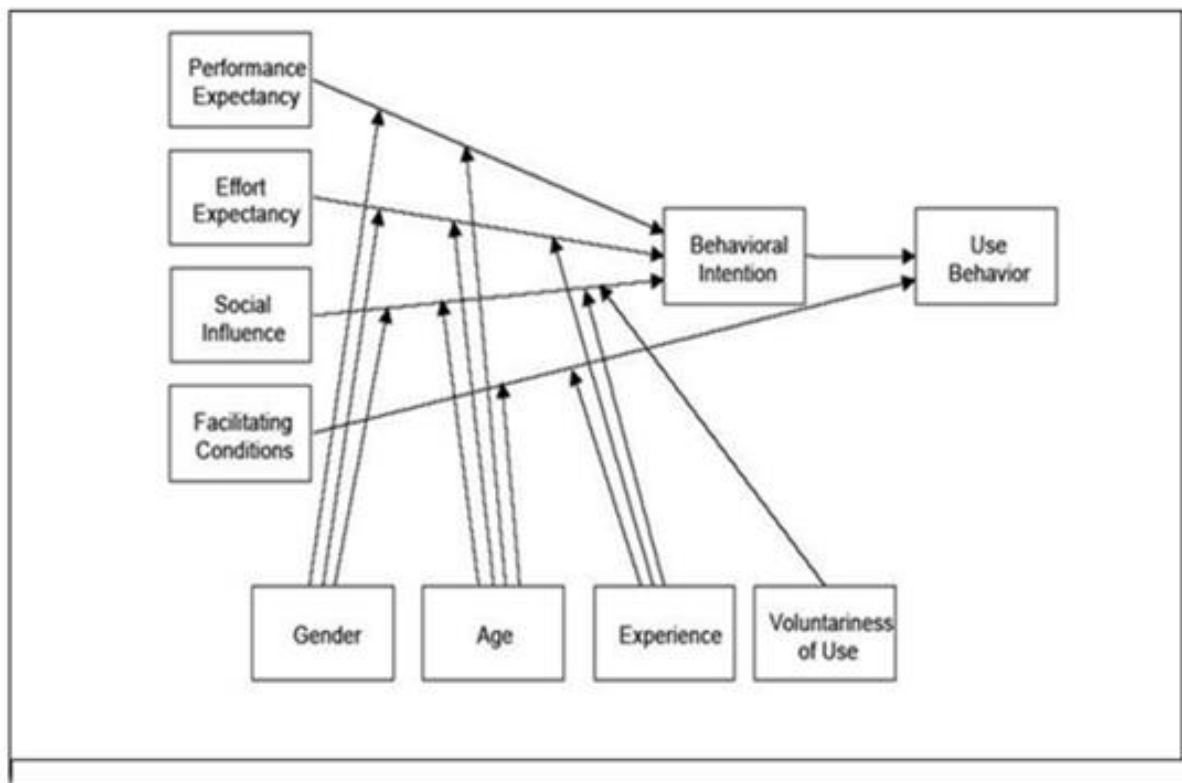 Performance
Expectancy
Effort
Expectancy
Social
Influence
Facilitating
Conditions
Behavioral
Intention
Use
Behavior
Gender
Age
Experience
Voluntariness
of Use